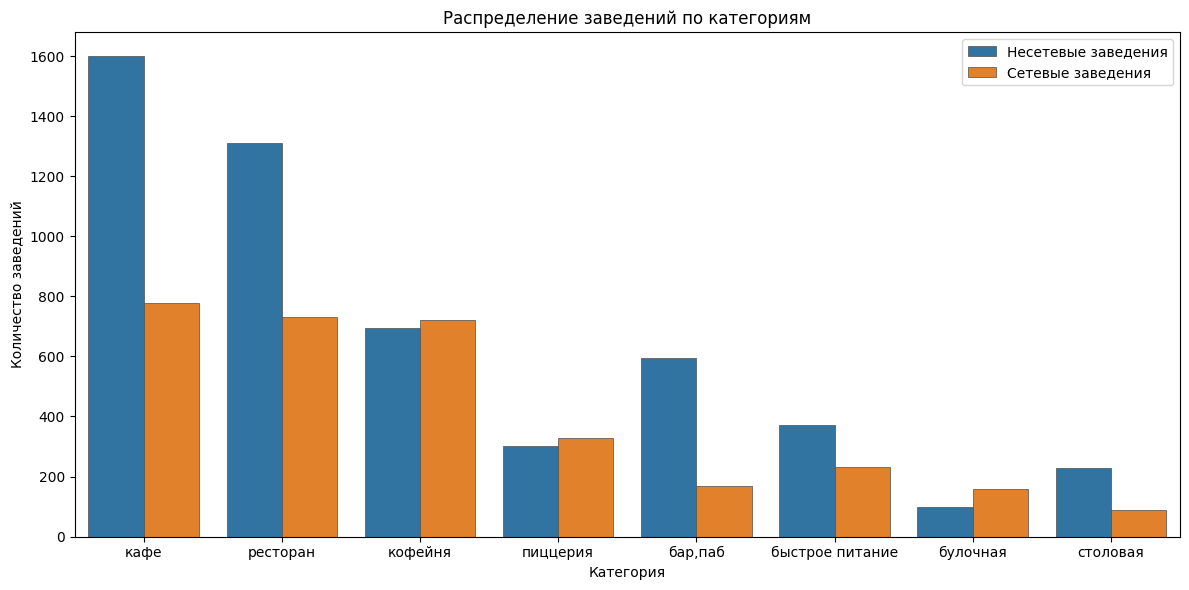 Распределение заведений по категориям
Несетевые заведения
Сетевые заведения
Количество заведений
1600
1400
1200
1000
800
600
400
200
0
кафе
ресторан
кофейня
пиццерия
бар,паб
быстрое питание
булочная
столовая
Категория